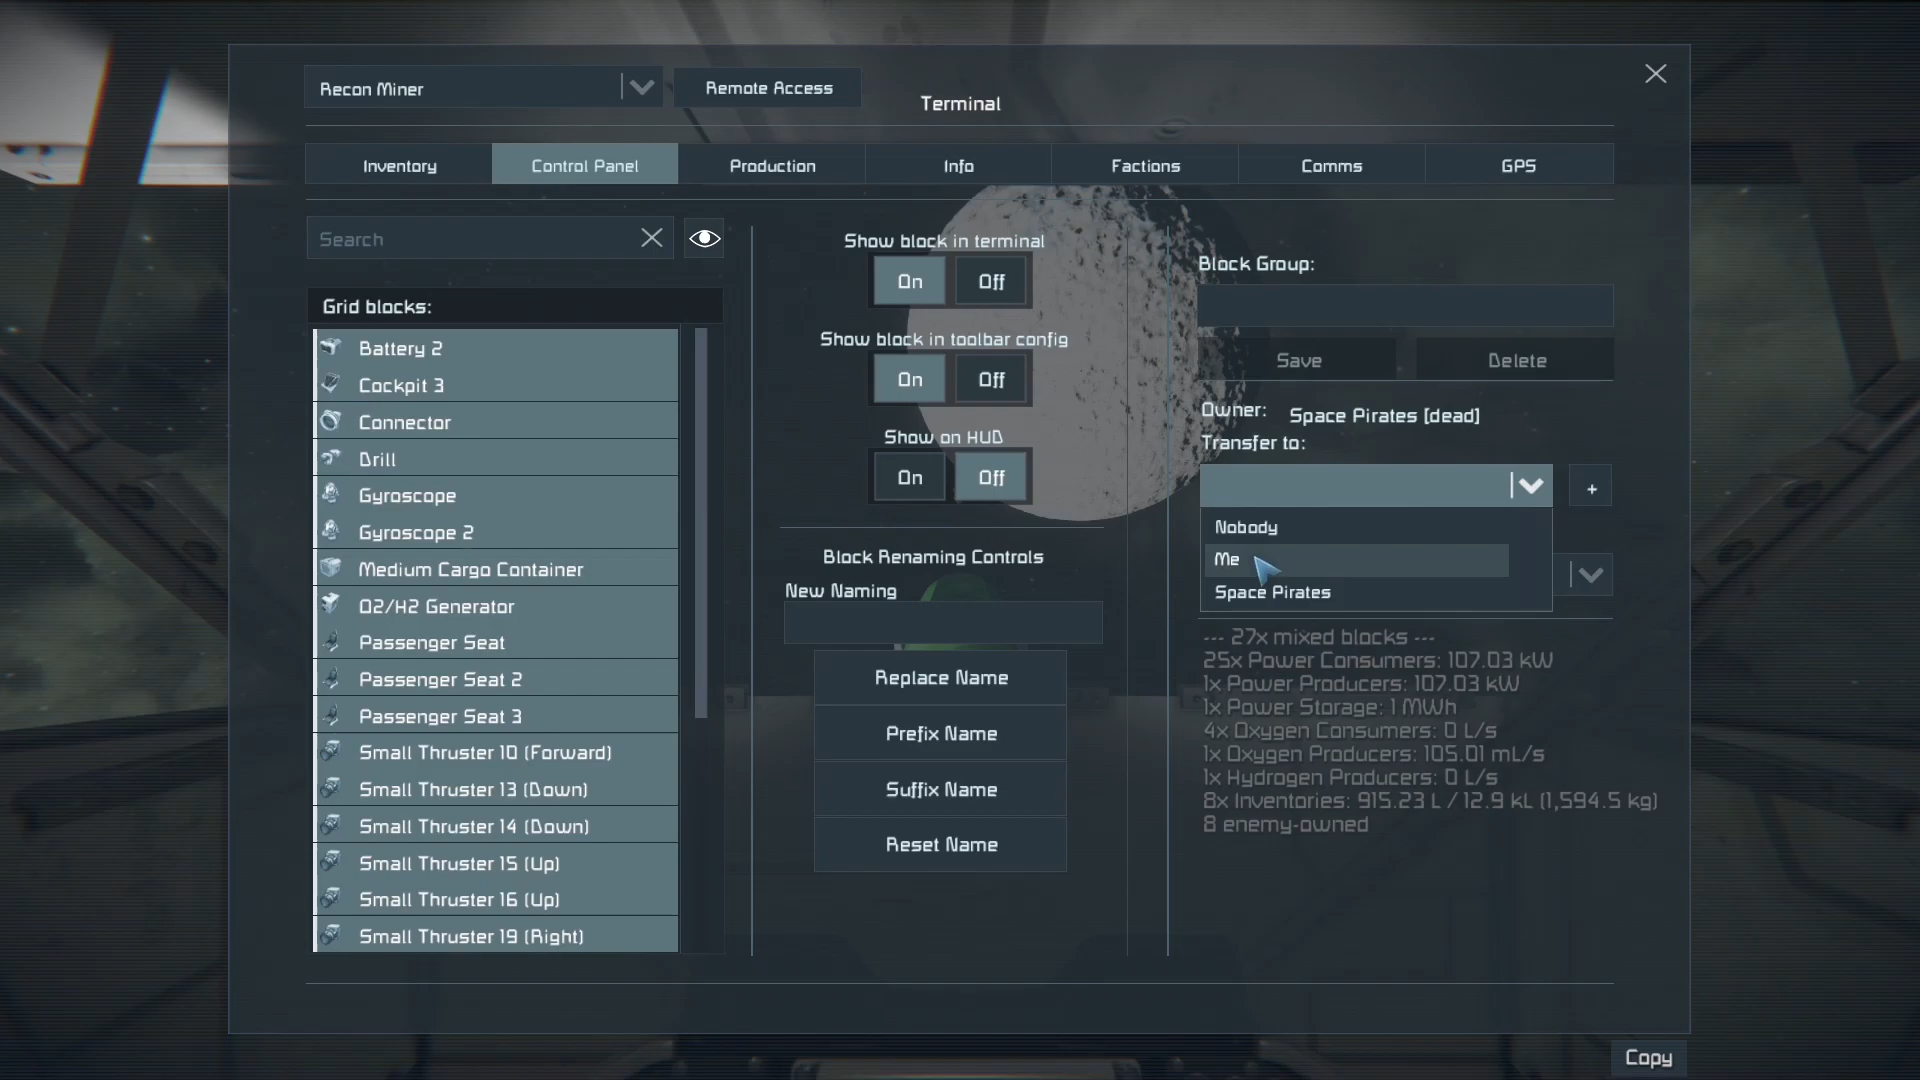 Recon Miner
Remote Access
Terminal
Inventory
Control Panel
Production
Info
Factions
Comms
GPS
Search
Grid blocks:
Battery 2
Cockpit 3
Connector
Drill
Gyroscope
Gyroscope 2
Medium Cargo Container
O2/H2 Generator
Passenger Seat
Passenger Seat 2
Passenger Seat 3
Small Thruster 10 (Forward)
Small Thruster 13 (Down)
Small Thruster 14 (Down)
Small Thruster 15 (Up)
Small Thruster 16 (Up)
Small Thruster 19 (Right)
Show block in terminal
On Off
Show block in toolbar config
On Off
Show on HUD
On Off
Block Renaming Controls
New Naming
Replace Name
Prefix Name
Suffix Name
Reset Name
Block Group:
Save Delete
Owner: Space Pirates [dead]
Transfer to:
+
Nobody
Me
Space Pirates
--- 27x mixed blocks ---
25x Power Consumers: 107.03 kW
1x Power Producers: 107.03 kW
1x Power Storage: 1 MWh
4x Oxygen Consumers: 0 L/s
1x Oxygen Producers: 105.01 mL/s
1x Hydrogen Producers: 0 L/s
8x Inventories: 915.23 L / 12.9 kL (1,594.5 kg)
8 enemy-owned
Copy